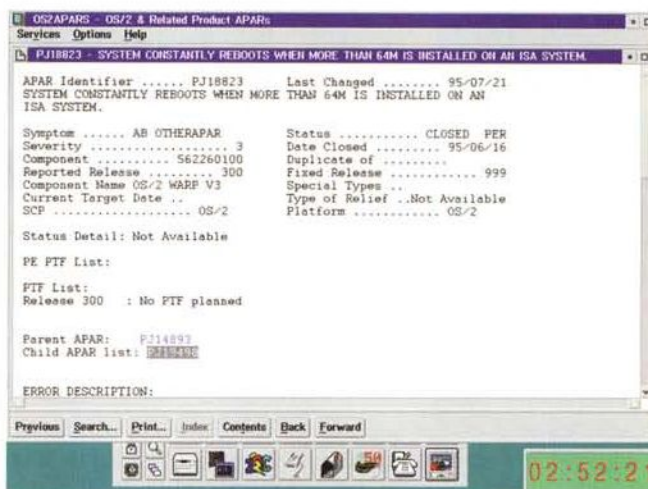 OS2APARS - OS/2 & Related Product APARs
Services Options Help
PJ18823 - SYSTEM CONSTANTLY REBOOTS WHEN MORE THAN 64M IS INSTALLED ON AN ISA SYSTEM.
APAR Identifier ...... PJ18823 Last Changed ........ 95/07/21
SYSTEM CONSTANTLY REBOOTS WHEN MORE THAN 64M IS INSTALLED ON AN
ISA SYSTEM.
Symptom ...... AB OTHERAPAR Status ........... CLOSED PER
Severity ................... 3 Date Closed ......... 95/06/16
Component .......... 562260100 Duplicate of .........
Reported Release ......... 300 Fixed Release ............ 999
Component Name OS/2 WARP V3 Special Types ..
Current Target Date .. Type of Relief ..Not Available
SCP ................... OS/2 Platform ............ OS/2
Status Detail: Not Available
PE PTF List:
PTF List:
Release 300 : No PTF planned
Parent APAR: PJ14893
Child APAR list: PJ19498
ERROR DESCRIPTION:
Previous Search... Print... Index Contents Back Forward
50
02:52:2